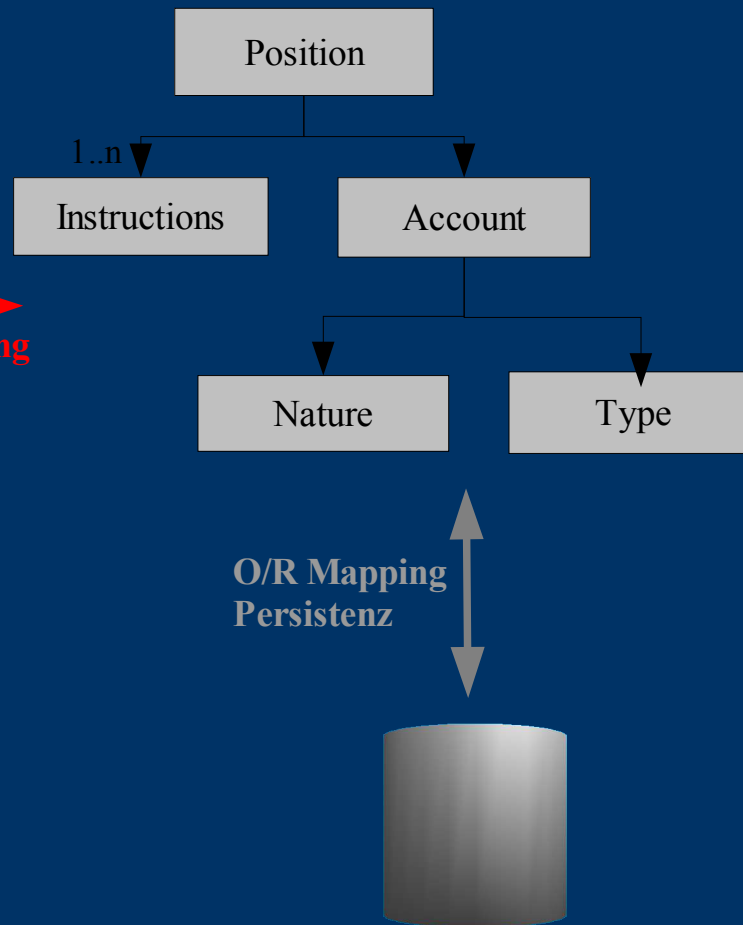 Position
1..n
Instructions
Account
ng
Nature
Type
O/R Mapping
Persistenz